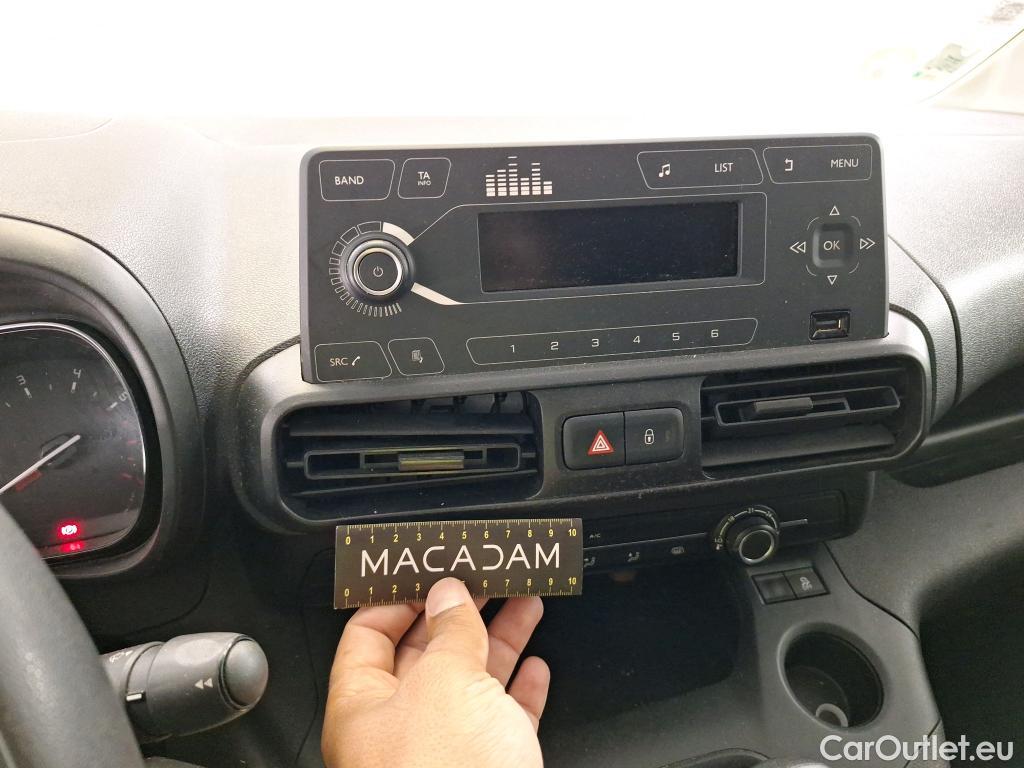 BAND
TA
INFO
LIST
MENU
OK
SRC
1 2 3 4 5 6
3 4 5
A/C
0 1 2 3 4 5 6 7 8 9 10
MACADAM
0 1 2 3 6 7 8 9 10
CarOutlet.eu